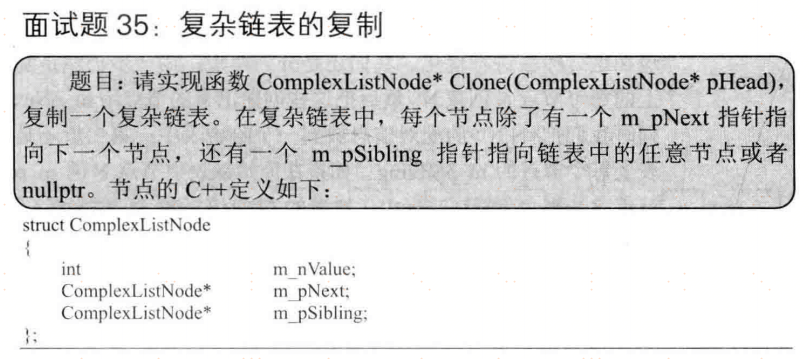 面试题 35：复杂链表的复制
题目：请实现函数 ComplexListNode* Clone(ComplexListNode* pHead),
复制一个复杂链表。在复杂链表中，每个节点除了有一个 m_pNext 指针指
向下一个节点，还有一个 m_pSibling 指针指向链表中的任意节点或者
nullptr。节点的 C++定义如下：
struct ComplexListNode
{
int m_nValue;
ComplexListNode* m_pNext;
ComplexListNode* m_pSibling;
};